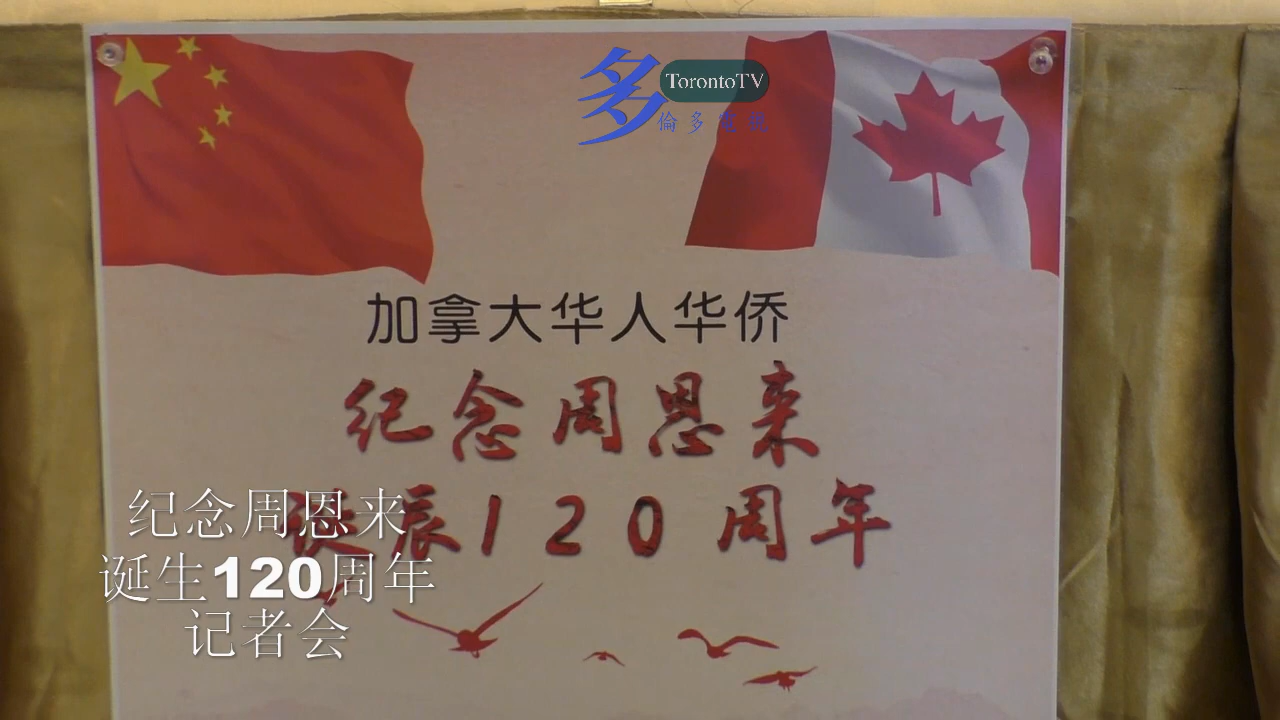 TorontoTV
多
倫多電視
加拿大华人华侨
纪念周恩来
诞辰120周年
纪念周恩来
诞生120周年
记者会